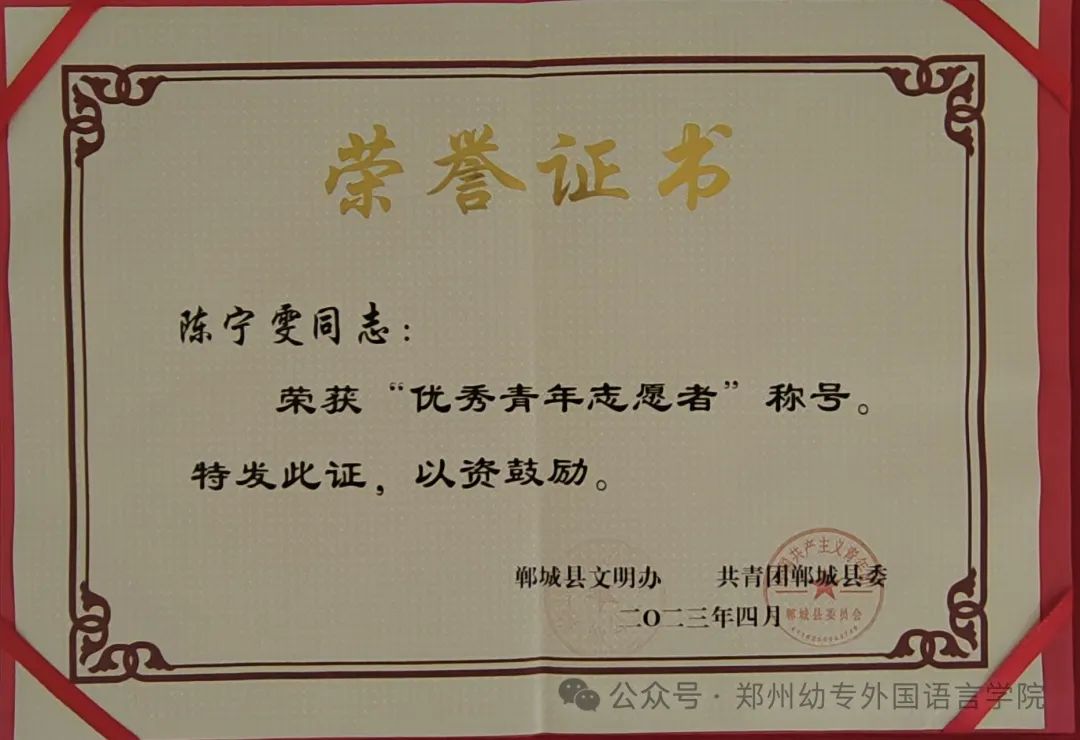 荣誉证书
陈宁雯同志：
荣获“优秀青年志愿者”称号。
特发此证，以资鼓励。
郸城县文明办 共青团郸城县委
二〇二三年四月
郸城县委员会
公众号·郑州幼专外国语言学院